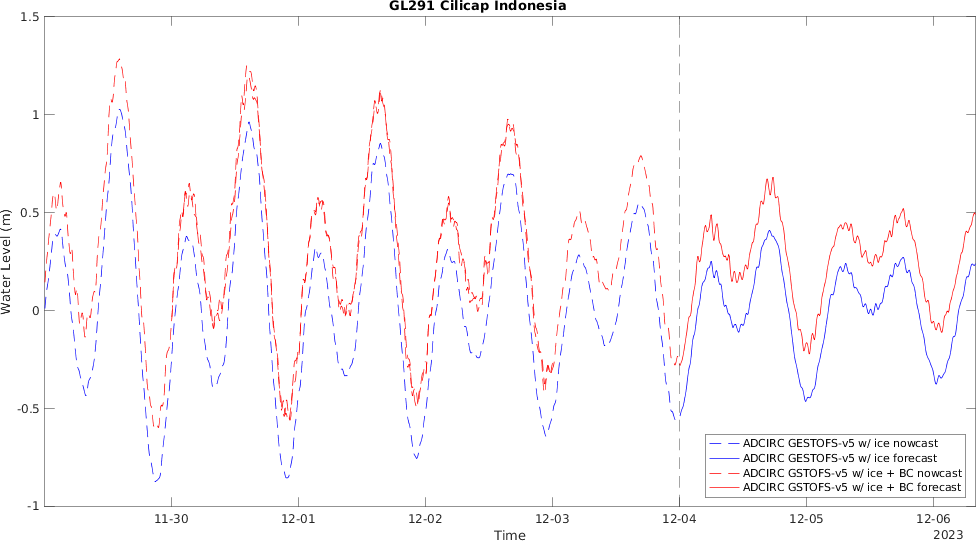 GL291 Cilicap Indonesia
1.5
1
0.5
0
-0.5
-1
Water Level (m)
11-30
12-01
12-02
12-03
12-04
12-05
12-06
Time
2023
ADCIRC GESTOFS-v5 w/ ice nowcast
ADCIRC GESTOFS-v5 w/ ice forecast
ADCIRC GSTOFS-v5 w/ ice + BC nowcast
ADCIRC GSTOFS-v5 w/ ice + BC forecast